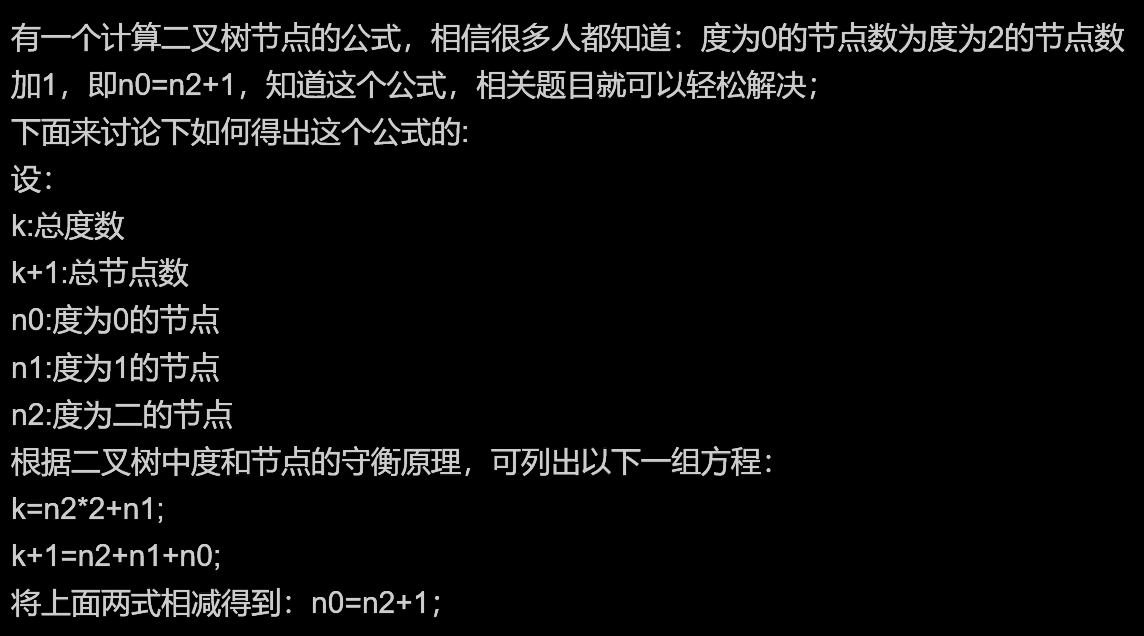 有一个计算二叉树节点的公式，相信很多人都知道：度为0的节点数为度为2的节点数
加1，即n0=n2+1，知道这个公式，相关题目就可以轻松解决；
下面来讨论下如何得出这个公式的:
设：
k:总度数
k+1:总节点数
n0:度为0的节点
n1:度为1的节点
n2:度为二的节点
根据二叉树中度和节点的守衡原理，可列出以下一组方程：
k=n2*2+n1;
k+1=n2+n1+n0;
将上面两式相减得到：n0=n2+1；